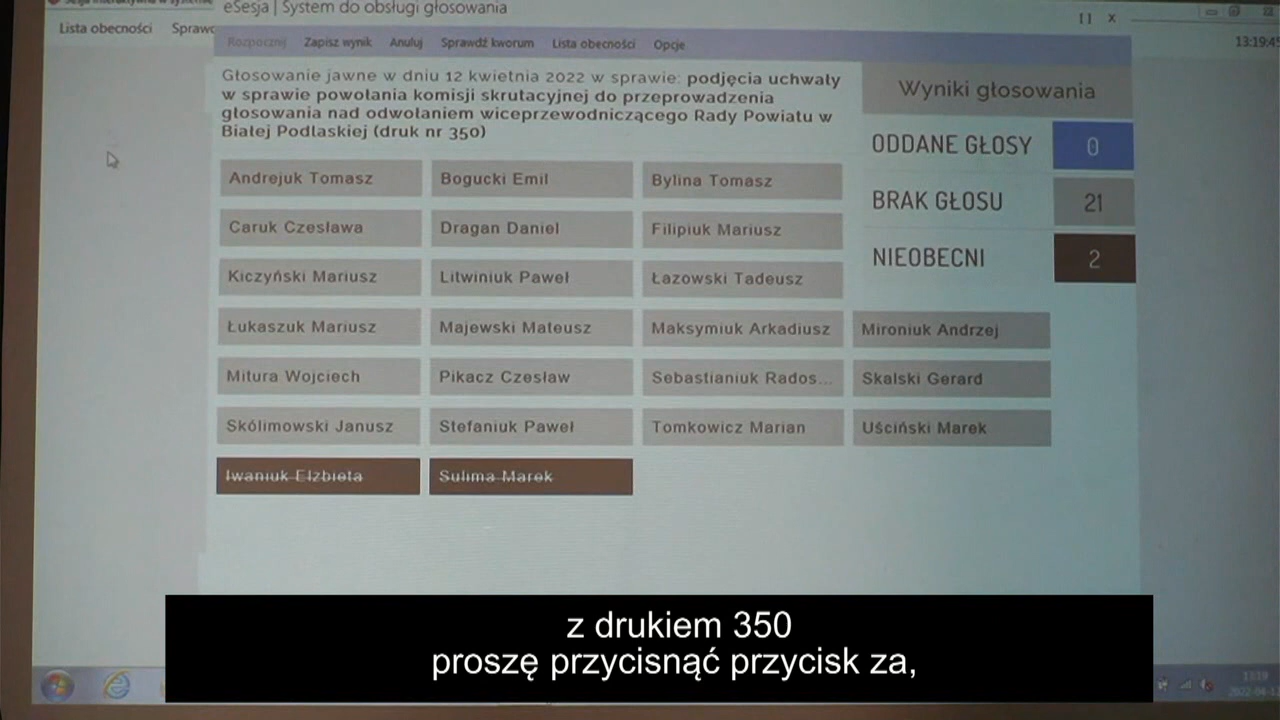 eSesja | System do obsługi głosowania
Lista obecności
Rozpocznij Zapisz wynik Anuluj Sprawdź kworum Lista obecności Opcje
13:19:45
Głosowanie jawne w dniu 12 kwietnia 2022 w sprawie: podjęcia uchwały
w sprawie powołania komisji skrutacyjnej do przeprowadzenia
głosowania nad odwołaniem wiceprzewodniczącego Rady Powiatu w
Białej Podlaskiej (druk nr 350)
Wyniki głosowania
ODDANE GŁOSY 0
BRAK GŁOSU 21
NIEOBECNI 2
Andrejuk Tomasz Bogucki Emil Bylina Tomasz
Caruk Czesława Dragan Daniel Filipiuk Mariusz
Kiczyński Mariusz Litwiniuk Paweł Łazowski Tadeusz
Łukaszuk Mariusz Majewski Mateusz Maksymiuk Arkadiusz Mironiuk Andrzej
Mitura Wojciech Pikacz Czesław Sebastianiuk Rados... Skalski Gerard
Skólimowski Janusz Stefaniuk Paweł Tomkowicz Marian Uściński Marek
Iwaniuk Elżbieta Sulima Marek
z drukiem 350
proszę przycisnąć przycisk za,
13:19